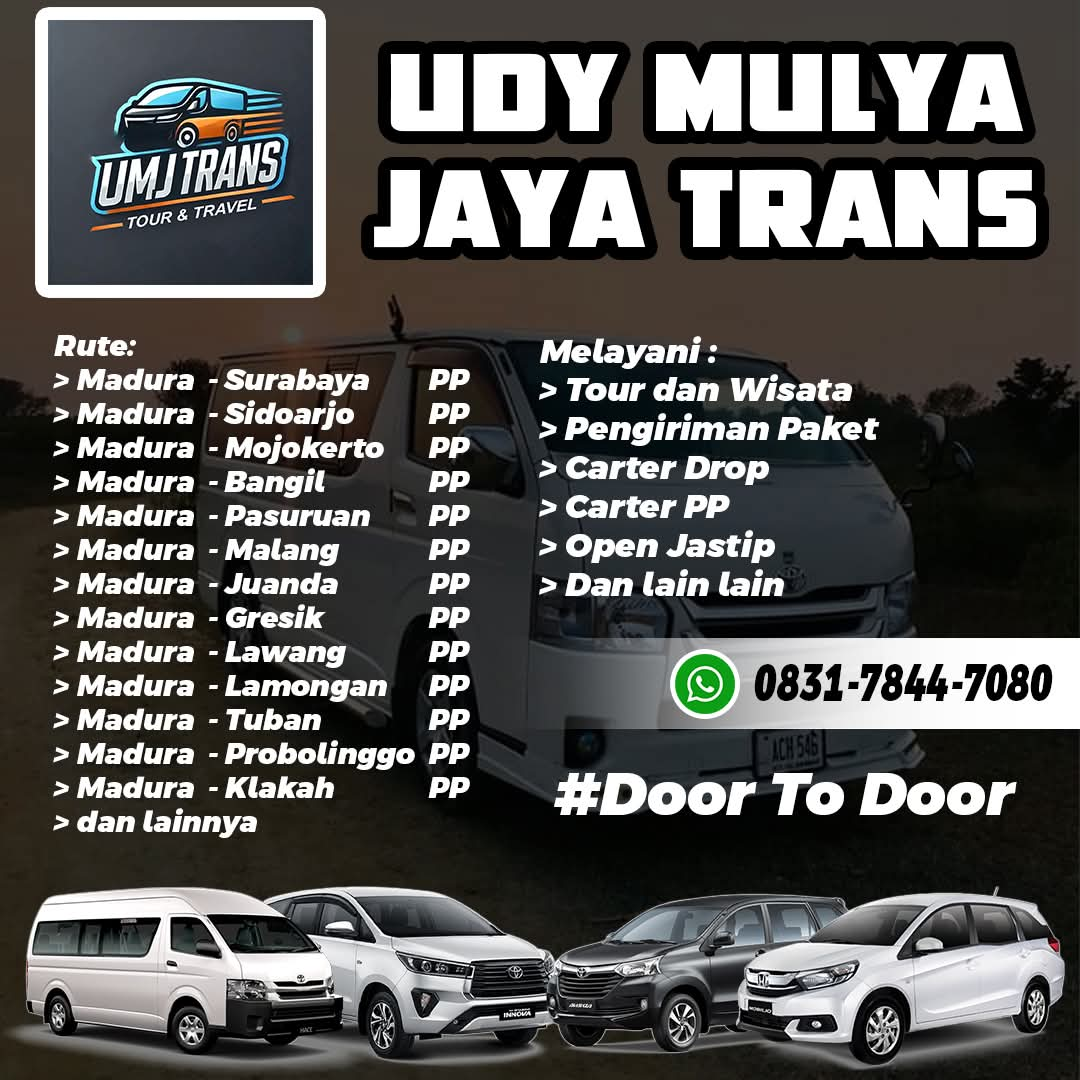 UMJ TRANS
TOUR & TRAVEL
UDY MULYA
JAYA TRANS
Rute:
> Madura - Surabaya PP
> Madura - Sidoarjo PP
> Madura - Mojokerto PP
> Madura - Bangil PP
> Madura - Pasuruan PP
> Madura - Malang PP
> Madura - Juanda PP
> Madura - Gresik PP
> Madura - Lawang PP
> Madura - Lamongan PP
> Madura - Tuban PP
> Madura - Probolinggo PP
> Madura - Klakah PP
> dan lainnya
Melayani :
> Tour dan Wisata
> Pengiriman Paket
> Carter Drop
> Carter PP
> Open Jastip
> Dan lain lain
0831-7844-7080
ACH 546
#Door To Door
HIACE
INNOVA
AVANZA
MOBILIO